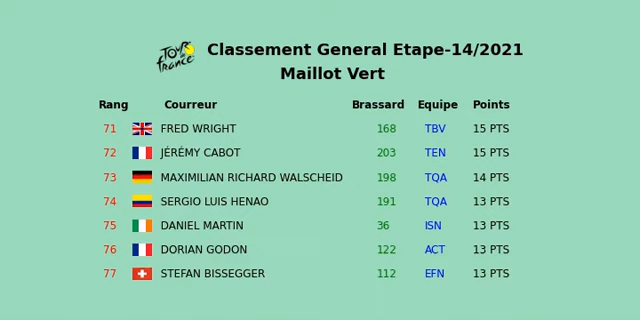 TOUR de france Classement General Etape-14/2021
Maillot Vert
Rang Courreur Brassard Equipe Points
71 FRED WRIGHT 168 TBV 15 PTS
72 JÉRÉMY CABOT 203 TEN 15 PTS
73 MAXIMILIAN RICHARD WALSCHEID 198 TQA 14 PTS
74 SERGIO LUIS HENAO 191 TQA 13 PTS
75 DANIEL MARTIN 36 ISN 13 PTS
76 DORIAN GODON 122 ACT 13 PTS
77 STEFAN BISSEGGER 112 EFN 13 PTS